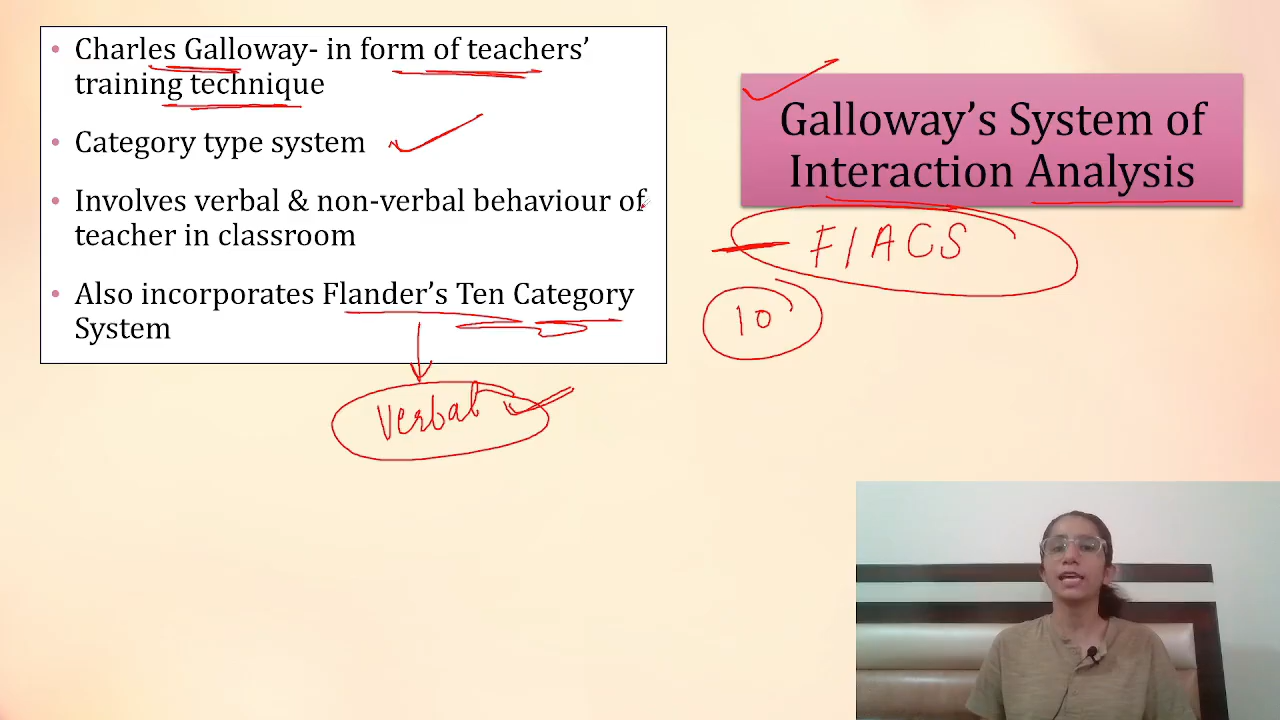 • Charles Galloway- in form of teachers’
training technique
• Category type system
• Involves verbal & non-verbal behaviour of
teacher in classroom
• Also incorporates Flander’s Ten Category
System
Verbal
Galloway’s System of
Interaction Analysis
FIACS
10